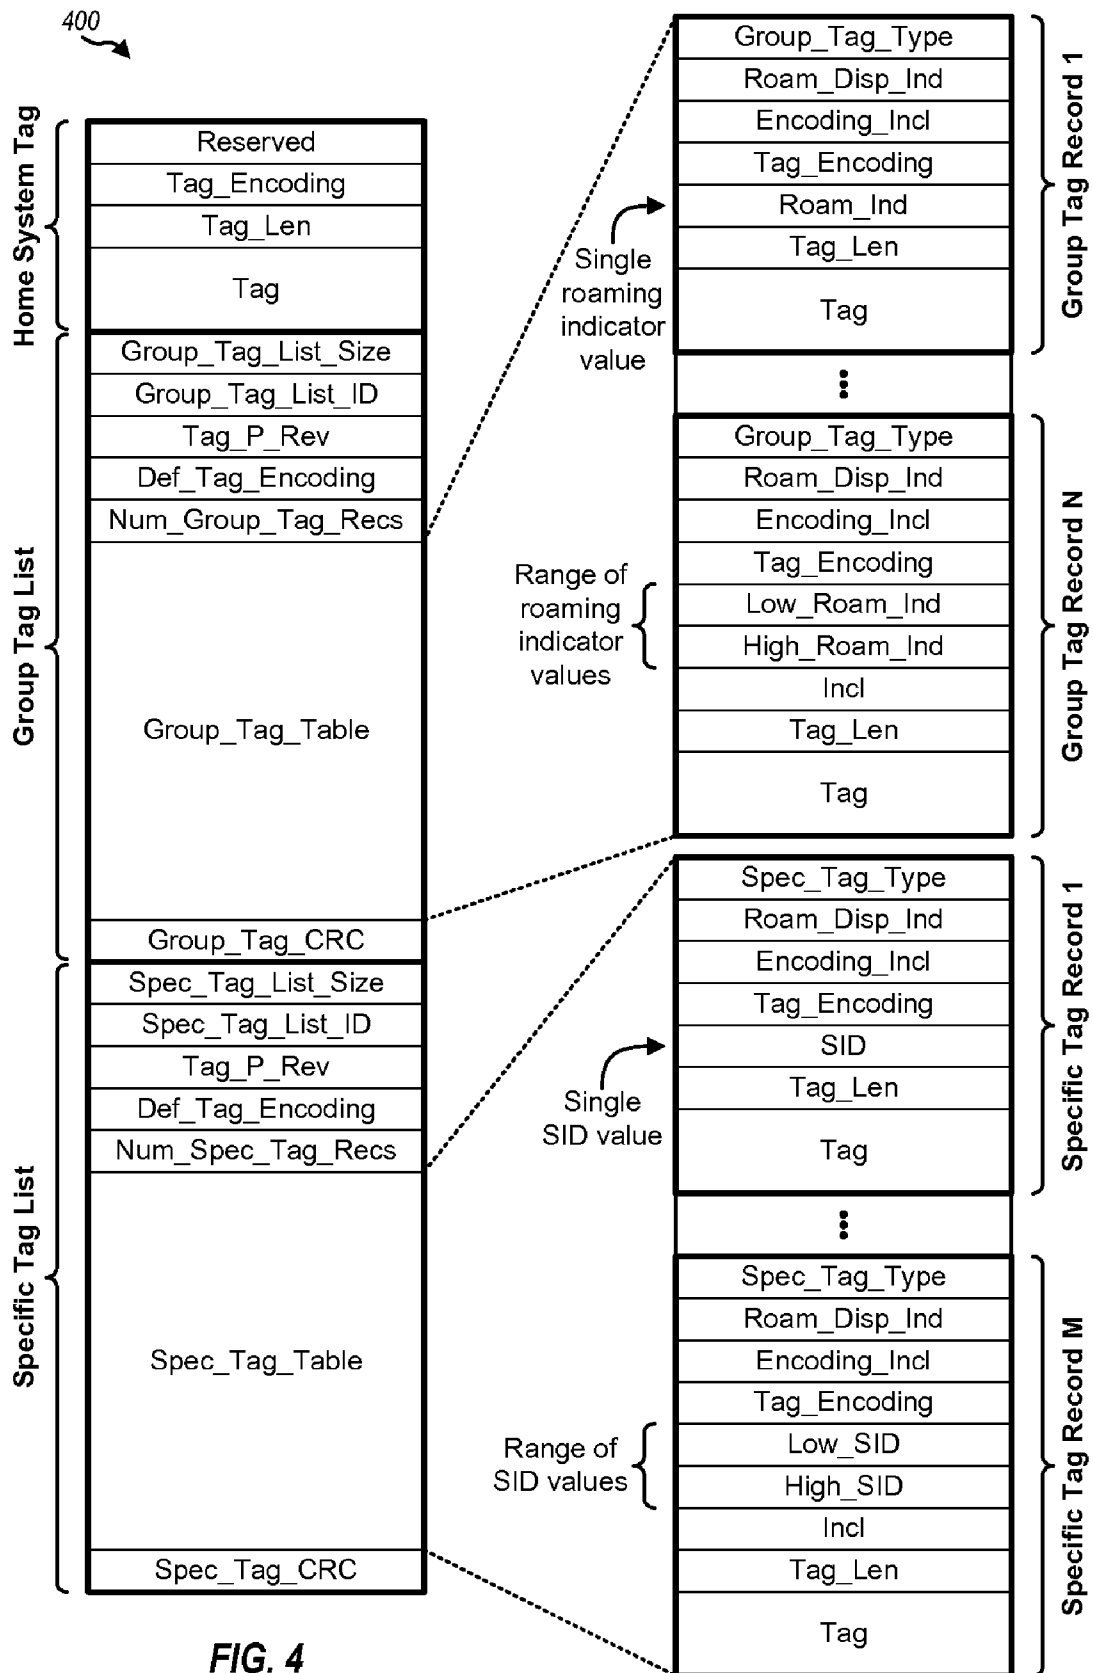 400
Home System Tag
Reserved
Tag_Encoding
Tag_Len
Tag
Group Tag List
Group_Tag_List_Size
Group_Tag_List_ID
Tag_P_Rev
Def_Tag_Encoding
Num_Group_Tag_Recs
Group_Tag_Table
Group_Tag_CRC
Specific Tag List
Spec_Tag_List_Size
Spec_Tag_List_ID
Tag_P_Rev
Def_Tag_Encoding
Num_Spec_Tag_Recs
Spec_Tag_Table
Spec_Tag_CRC
Group_Tag_Type
Roam_Disp_Ind
Encoding_Incl
Tag_Encoding
Roam_Ind
Tag_Len
Tag
Single
roaming
indicator
value
Group Tag Record 1
Group_Tag_Type
Roam_Disp_Ind
Encoding_Incl
Tag_Encoding
Low_Roam_Ind
High_Roam_Ind
Incl
Tag_Len
Tag
Range of
roaming
indicator
values
Group Tag Record N
Spec_Tag_Type
Roam_Disp_Ind
Encoding_Incl
Tag_Encoding
SID
Tag_Len
Tag
Single
SID value
Specific Tag Record 1
Spec_Tag_Type
Roam_Disp_Ind
Encoding_Incl
Tag_Encoding
Low_SID
High_SID
Incl
Tag_Len
Tag
Range of
SID values
Specific Tag Record M
FIG. 4